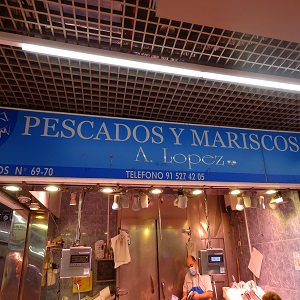 PESCADOS Y MARISCOS
A. Lopez
OS Nº 69-70
TELEFONO 91 527 42 05